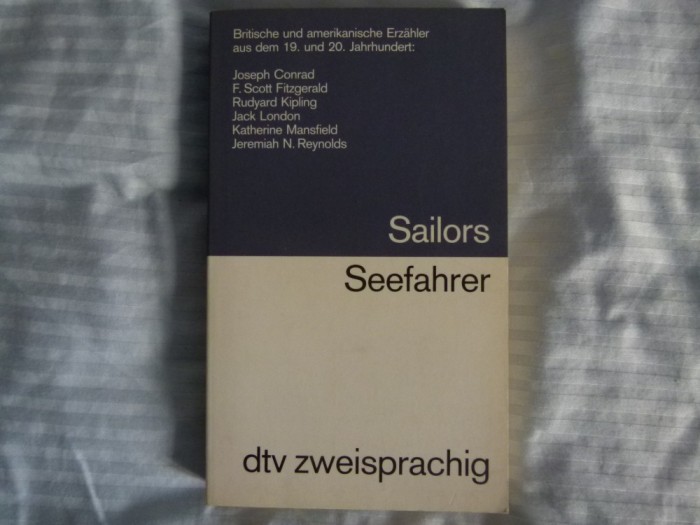 Britische und amerikanische Erzähler
aus dem 19. und 20. Jahrhundert:
Joseph Conrad
F. Scott Fitzgerald
Rudyard Kipling
Jack London
Katherine Mansfield
Jeremiah N. Reynolds
Sailors
Seefahrer
dtv zweisprachig